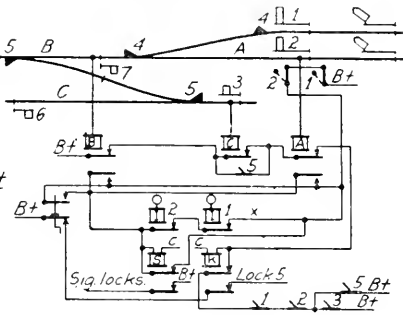 4 1
5 B 4 A 2
7
C 5 3 2 1 B+
6
B C A
B+ 5
t
B+ 2 1 x
c c
S K
B+
Sig. locks. Lock 5
5 B+
1 2 3 B+